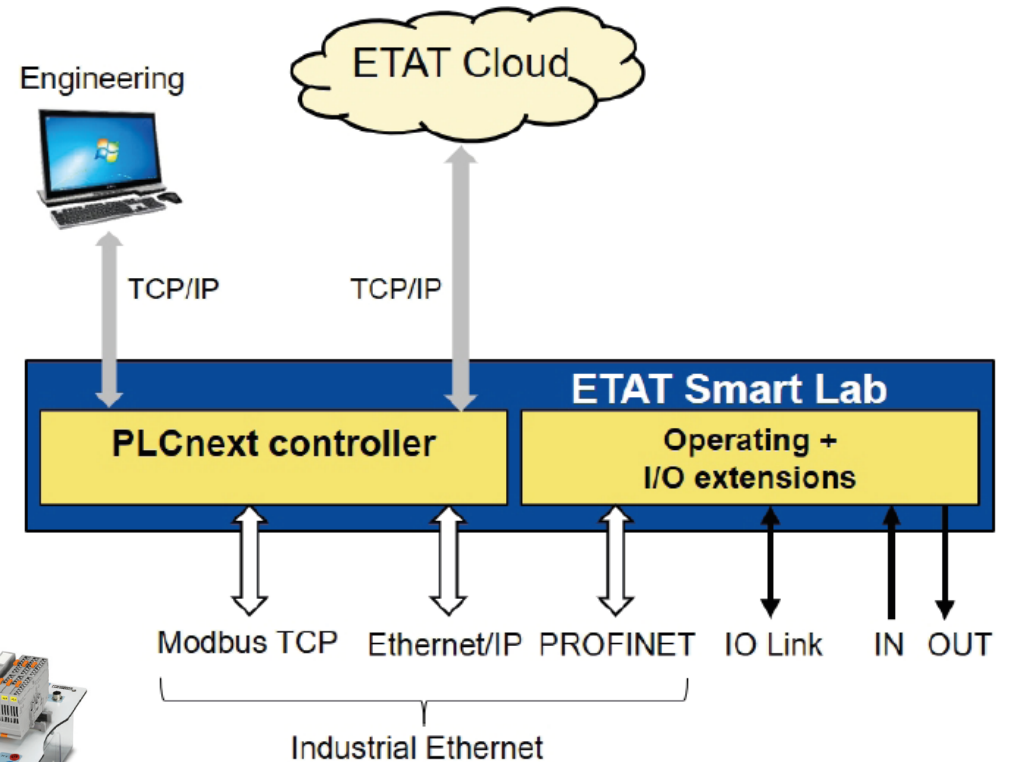 ETAT Cloud
Engineering
TCP/IP
TCP/IP
ETAT Smart Lab
PLCnext controller
Operating +
I/O extensions
Modbus TCP
Ethernet/IP
PROFINET
IO Link
IN
OUT
Industrial Ethernet